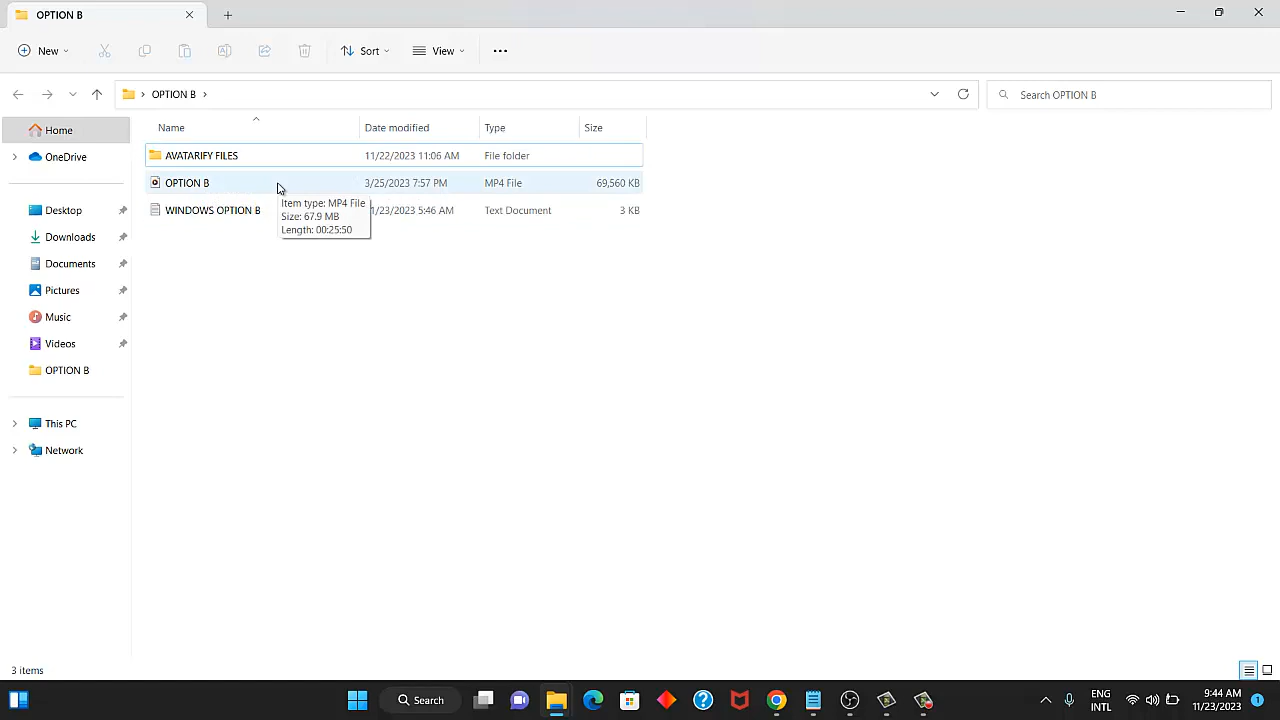 OPTION B
New
Sort
View
OPTION B
Search OPTION B
Name
Date modified
Type
Size
Home
OneDrive
Desktop
Downloads
Documents
Pictures
Music
Videos
OPTION B
This PC
Network
AVATARIFY FILES
11/22/2023 11:06 AM
File folder
OPTION B
3/25/2023 7:57 PM
MP4 File
69,560 KB
WINDOWS OPTION B
1/23/2023 5:46 AM
Text Document
3 KB
Item type: MP4 File
Size: 67.9 MB
Length: 00:25:50
3 items
Search
ENG
INTL
9:44 AM
11/23/2023
1